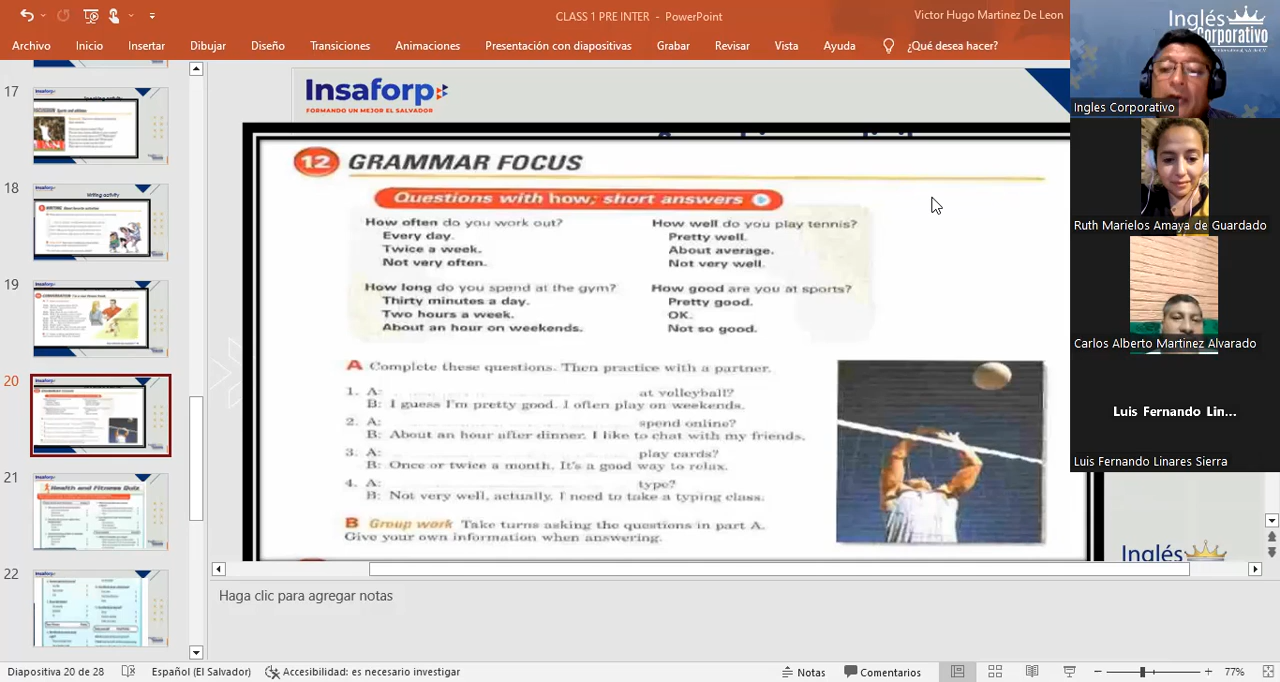 CLASS 1 PRE INTER - PowerPoint
Victor Hugo Martinez De Leon
Archivo Inicio Insertar Dibujar Diseño Transiciones Animaciones Presentación con diapositivas Grabar Revisar Vista Ayuda ¿Qué desea hacer?
17
18
19
20
21
Health and Fitness Quiz
22
Insaforp
FORMANDO UN MEJOR EL SALVADOR
12 GRAMMAR FOCUS
Questions with how; short answers
How often do you work out?
Every day.
Twice a week.
Not very often.
How long do you spend at the gym?
Thirty minutes a day.
Two hours a week.
About an hour on weekends.
How well do you play tennis?
Pretty well.
About average.
Not very well.
How good are you at sports?
Pretty good.
OK.
Not so good.
A Complete these questions. Then practice with a partner.
1. A: at volleyball?
B: I guess I'm pretty good. I often play on weekends.
2. A: spend online?
B: About an hour after dinner. I like to chat with my friends.
3. A: play cards?
B: Once or twice a month. It's a good way to relax.
4. A: type?
B: Not very well, actually. I need to take a typing class.
B Group work Take turns asking the questions in part A.
Give your own information when answering.
Inglés
Haga clic para agregar notas
Diapositiva 20 de 28 Español (El Salvador) Accesibilidad: es necesario investigar Notas Comentarios 77%
Inglés
Corporativo
Ingles Corporativo
Ruth Marielos Amaya de Guardado
Carlos Alberto Martinez Alvarado
Luis Fernando Lin...
Luis Fernando Linares Sierra